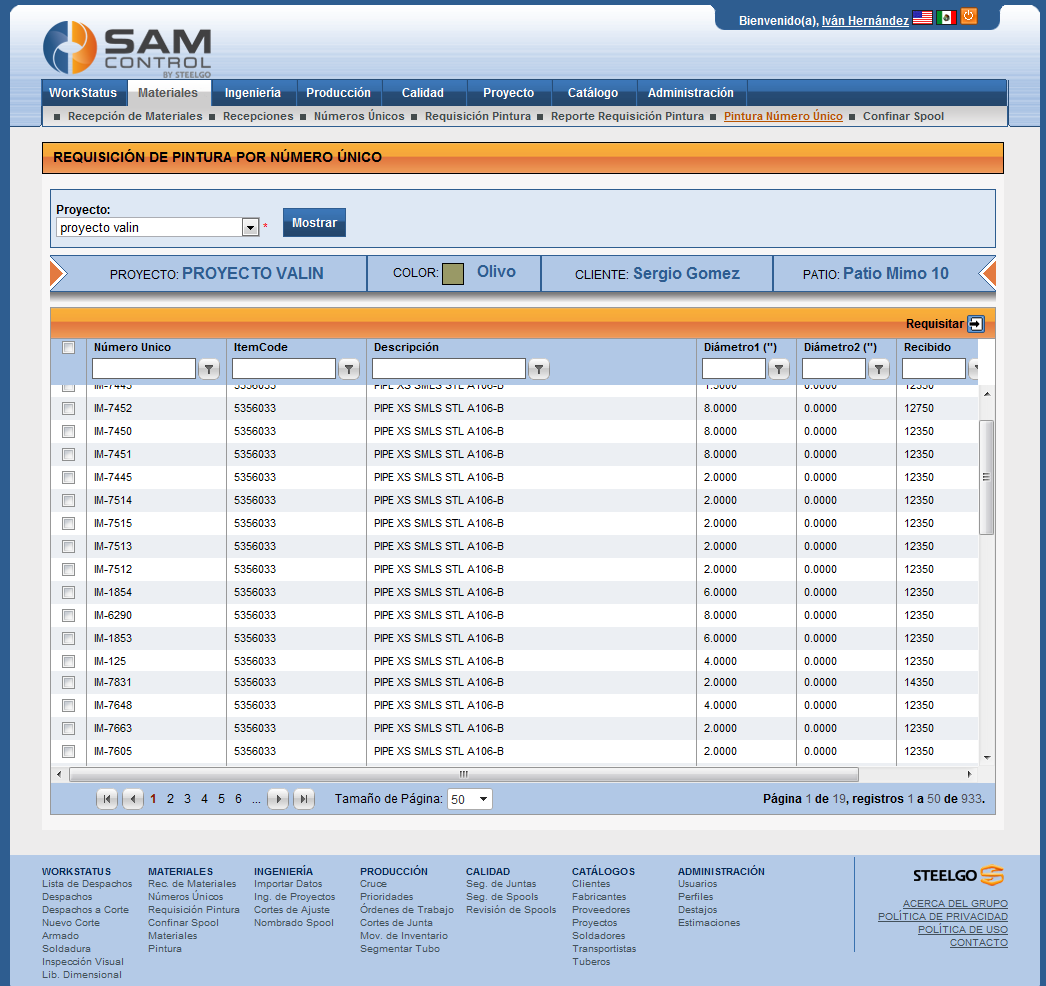 Bienvenido(a), Iván Hernández
SAM
CONTROL
BY STEELGO
WorkStatus Materiales Ingeniería Producción Calidad Proyecto Catálogo Administración
Recepción de Materiales Recepciones Números Únicos Requisición Pintura Reporte Requisición Pintura Pintura Número Único Confinar Spool
REQUISICIÓN DE PINTURA POR NÚMERO ÚNICO
Proyecto:
proyecto valin * Mostrar
PROYECTO: PROYECTO VALIN COLOR: Olivo CLIENTE: Sergio Gomez PATIO: Patio Mimo 10
Requisitar
Número Unico ItemCode Descripción Diámetro1 (") Diámetro2 (") Recibido
IM-7443 5356033 PIPE XS SMLS STL A106-B 1.5000 0.0000 12350
IM-7452 5356033 PIPE XS SMLS STL A106-B 8.0000 0.0000 12750
IM-7450 5356033 PIPE XS SMLS STL A106-B 8.0000 0.0000 12350
IM-7451 5356033 PIPE XS SMLS STL A106-B 8.0000 0.0000 12350
IM-7445 5356033 PIPE XS SMLS STL A106-B 2.0000 0.0000 12350
IM-7514 5356033 PIPE XS SMLS STL A106-B 2.0000 0.0000 12350
IM-7515 5356033 PIPE XS SMLS STL A106-B 2.0000 0.0000 12350
IM-7513 5356033 PIPE XS SMLS STL A106-B 2.0000 0.0000 12350
IM-7512 5356033 PIPE XS SMLS STL A106-B 2.0000 0.0000 12350
IM-1854 5356033 PIPE XS SMLS STL A106-B 6.0000 0.0000 12350
IM-6290 5356033 PIPE XS SMLS STL A106-B 8.0000 0.0000 12350
IM-1853 5356033 PIPE XS SMLS STL A106-B 6.0000 0.0000 12350
IM-125 5356033 PIPE XS SMLS STL A106-B 4.0000 0.0000 12350
IM-7831 5356033 PIPE XS SMLS STL A106-B 2.0000 0.0000 14350
IM-7648 5356033 PIPE XS SMLS STL A106-B 4.0000 0.0000 12350
IM-7663 5356033 PIPE XS SMLS STL A106-B 2.0000 0.0000 12350
IM-7605 5356033 PIPE XS SMLS STL A106-B 2.0000 0.0000 12350
1 2 3 4 5 6 ... Tamaño de Página: 50 Página 1 de 19, registros 1 a 50 de 933.
WORKSTATUS
Lista de Despachos
Despachos
Despachos a Corte
Nuevo Corte
Armado
Soldadura
Inspección Visual
Lib. Dimensional
MATERIALES
Rec. de Materiales
Números Únicos
Requisición Pintura
Confinar Spool
Materiales
Pintura
INGENIERÍA
Importar Datos
Ing. de Proyectos
Cortes de Ajuste
Nombrado Spool
PRODUCCIÓN
Cruce
Prioridades
Órdenes de Trabajo
Cortes de Junta
Mov. de Inventario
Segmentar Tubo
CALIDAD
Seg. de Juntas
Seg. de Spools
Revisión de Spools
CATÁLOGOS
Clientes
Fabricantes
Proveedores
Proyectos
Soldadores
Transportistas
Tuberos
ADMINISTRACIÓN
Usuarios
Perfiles
Destajos
Estimaciones
STEELGO
ACERCA DEL GRUPO
POLÍTICA DE PRIVACIDAD
POLÍTICA DE USO
CONTACTO